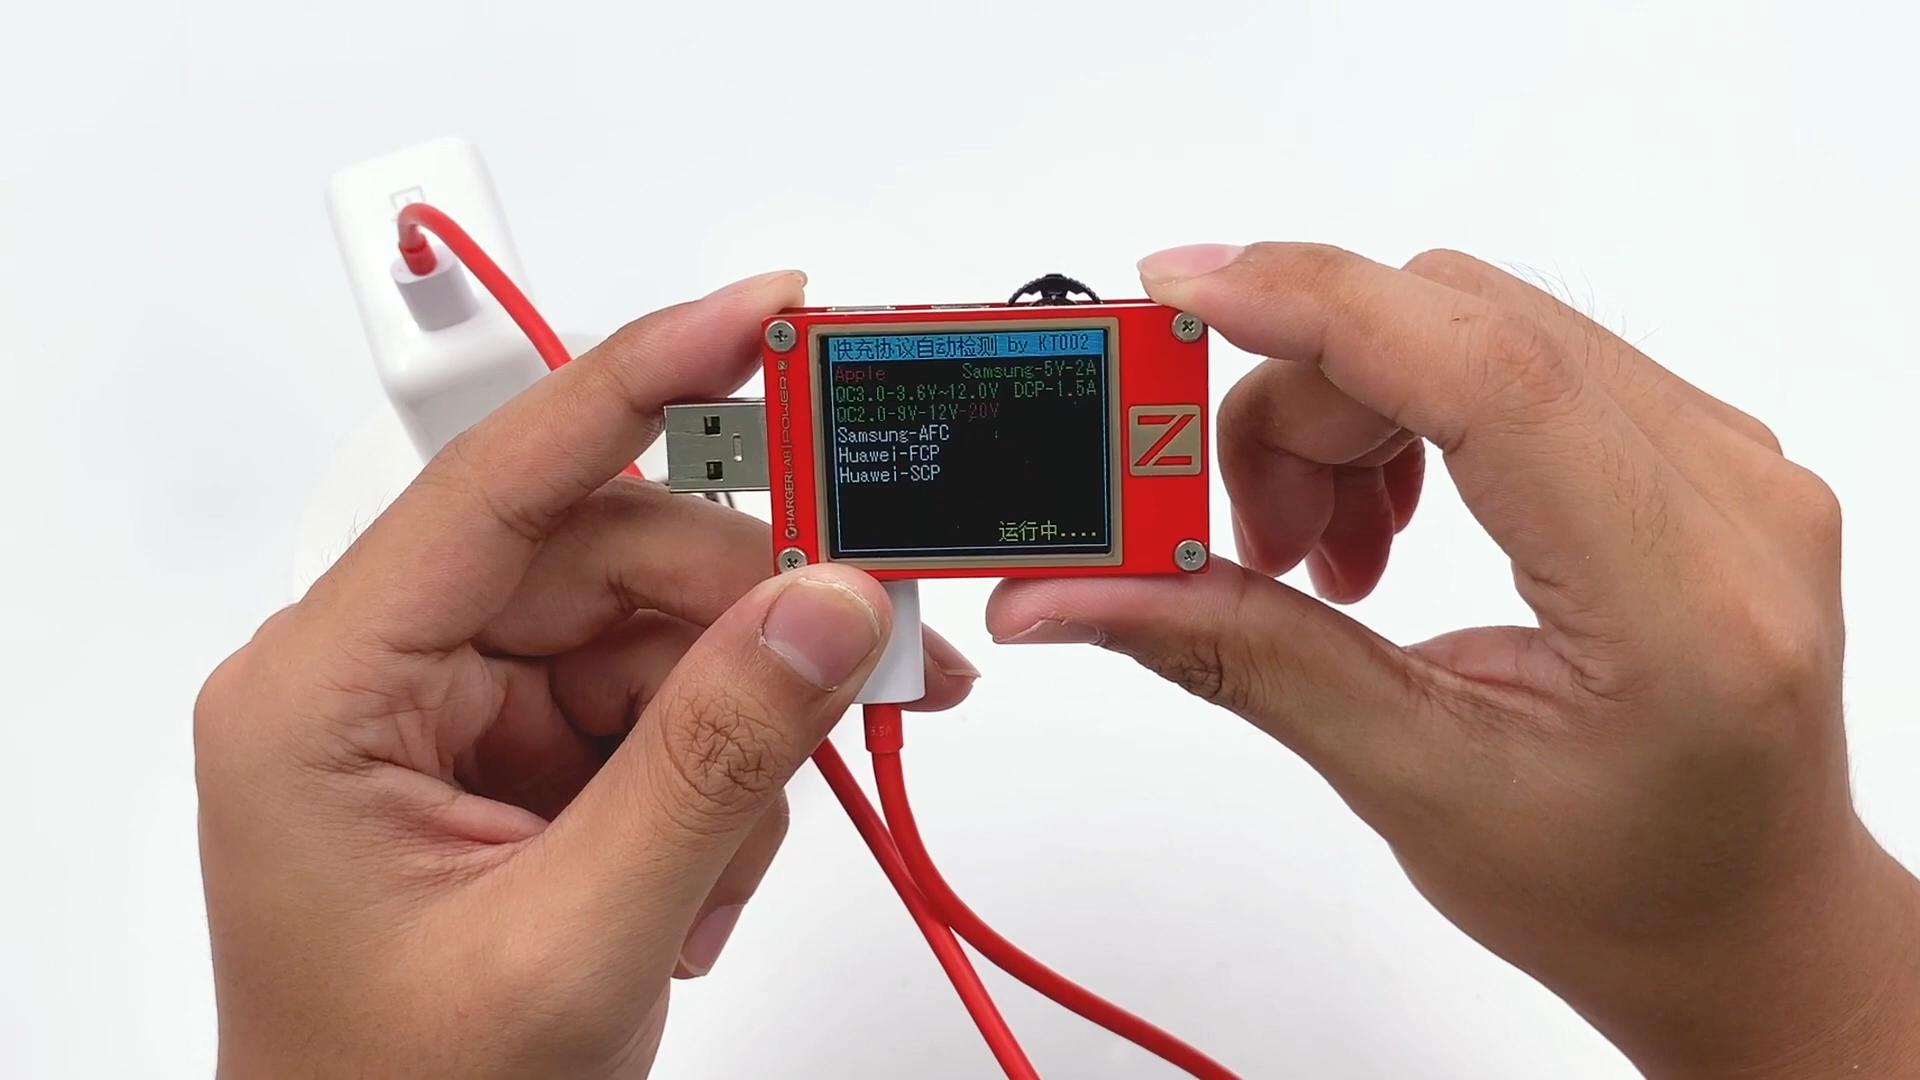 快充协议自动检测 by KT002
Apple Samsung-5V-2A
QC3.0-3.6V~12.0V DCP-1.5A
QC2.0-9V-12V-20V
Samsung-AFC
Huawei-FCP
Huawei-SCP
运行中....
CHARGERLAB | POWER-Z
Z
6.5A